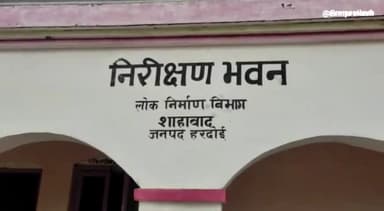 निरीक्षण भवन
लोक निर्माण विभाग
शाहाबाद
जनपद हरदोई